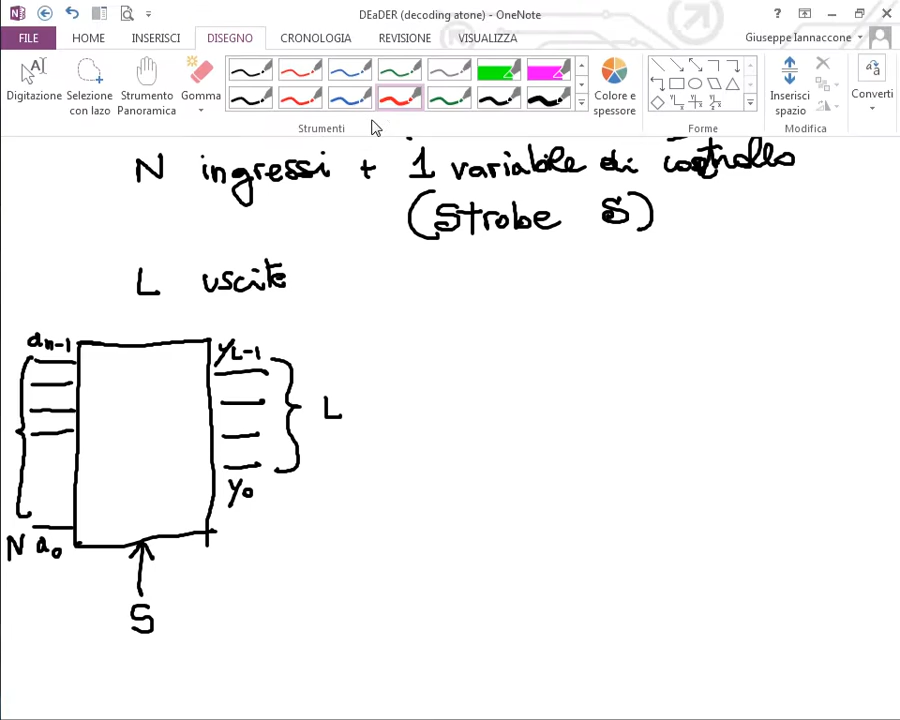 DEaDER (decoding atone) - OneNote
FILE HOME INSERISCI DISEGNO CRONOLOGIA REVISIONE VISUALIZZA Giuseppe Iannaccone
Digitazione Selezione con lazo Strumento Panoramica Gomma Colore e spessore Inserisci spazio Converti
Strumenti Forme Modifica
N ingressi + 1 variabile di controllo
(Strobe S)
L uscite
an-1 yL-1
L
y0
N a0
S